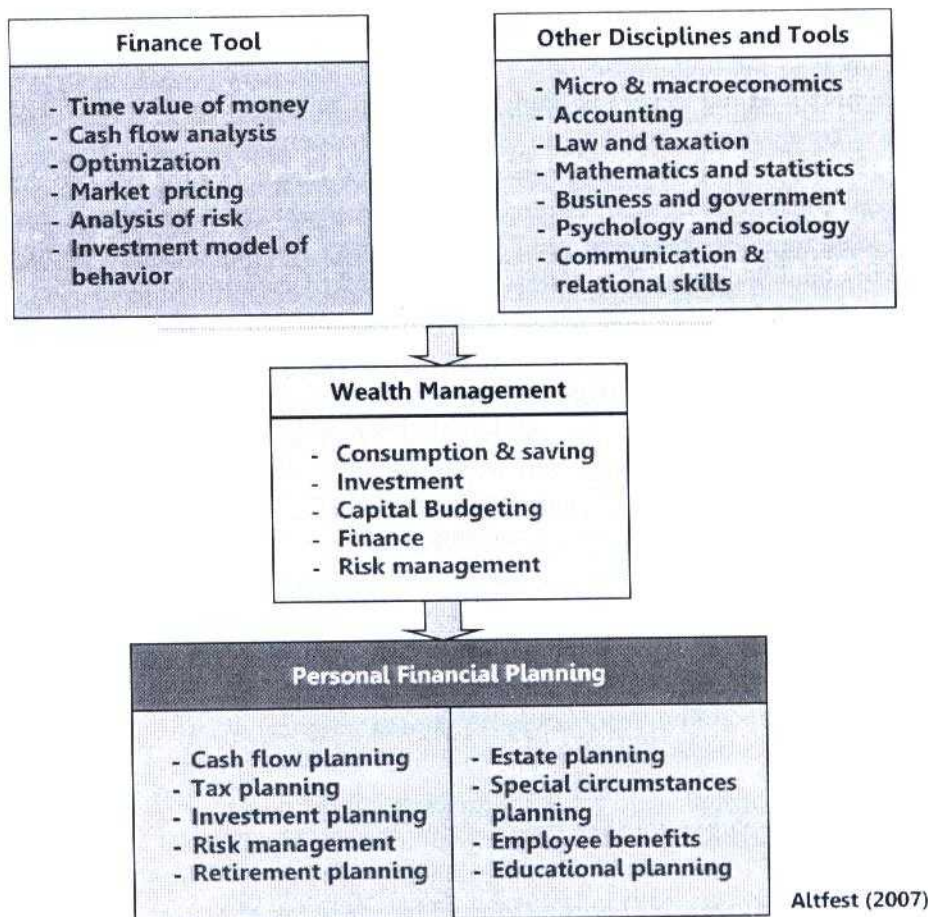 Finance Tool
- Time value of money
- Cash flow analysis
- Optimization
- Market pricing
- Analysis of risk
- Investment model of
behavior
Other Disciplines and Tools
- Micro & macroeconomics
- Accounting
- Law and taxation
- Mathematics and statistics
- Business and government
- Psychology and sociology
- Communication &
relational skills
Wealth Management
- Consumption & saving
- Investment
- Capital Budgeting
- Finance
- Risk management
Personal Financial Planning
- Cash flow planning
- Tax planning
- Investment planning
- Risk management
- Retirement planning
- Estate planning
- Special circumstances
planning
- Employee benefits
- Educational planning
Altfest (2007)